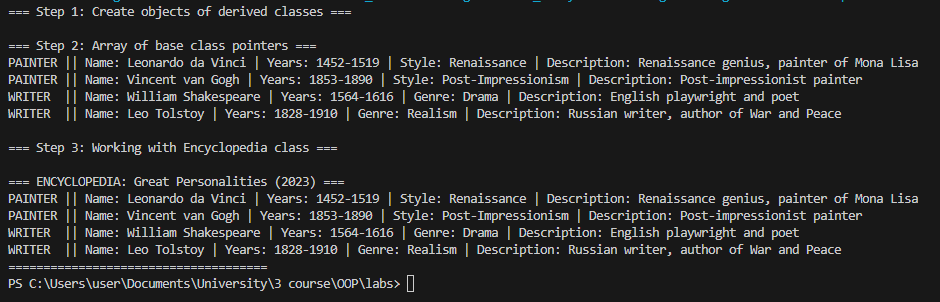 === Step 1: Create objects of derived classes ===
=== Step 2: Array of base class pointers ===
PAINTER || Name: Leonardo da Vinci | Years: 1452-1519 | Style: Renaissance | Description: Renaissance genius, painter of Mona Lisa
PAINTER || Name: Vincent van Gogh | Years: 1853-1890 | Style: Post-Impressionism | Description: Post-impressionist painter
WRITER  || Name: William Shakespeare | Years: 1564-1616 | Genre: Drama | Description: English playwright and poet
WRITER  || Name: Leo Tolstoy | Years: 1828-1910 | Genre: Realism | Description: Russian writer, author of War and Peace
=== Step 3: Working with Encyclopedia class ===
=== ENCYCLOPEDIA: Great Personalities (2023) ===
PAINTER || Name: Leonardo da Vinci | Years: 1452-1519 | Style: Renaissance | Description: Renaissance genius, painter of Mona Lisa
PAINTER || Name: Vincent van Gogh | Years: 1853-1890 | Style: Post-Impressionism | Description: Post-impressionist painter
WRITER  || Name: William Shakespeare | Years: 1564-1616 | Genre: Drama | Description: English playwright and poet
WRITER  || Name: Leo Tolstoy | Years: 1828-1910 | Genre: Realism | Description: Russian writer, author of War and Peace
=====================================
PS C:\Users\user\Documents\University\3 course\OOP\labs>